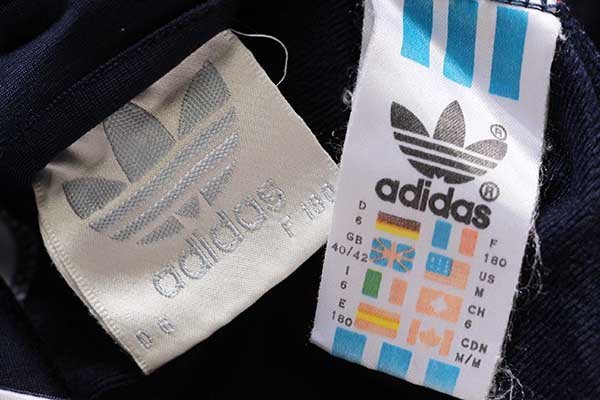 adidas
D 6 F 180
®
adidas®
D 6 F 180
GB 40/42 US M
I 6 CH 6
E 180 CDN M/M